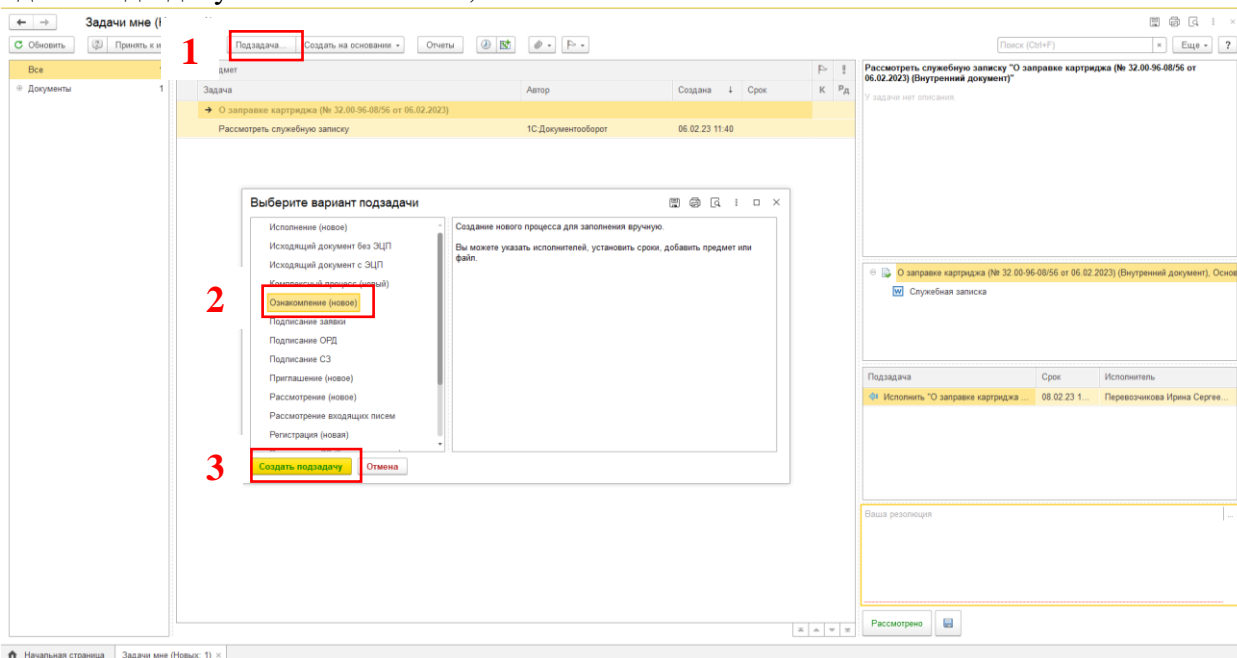 Задачи мне (
Обновить Принять к и
1
Подзадача... Создать на основании Отчеты
Поиск (Ctrl+F) × Еще ?
Все
Документы 1
дмет
Задача Автор Создана ↓ Срок К Рд
→ О заправке картриджа (№ 32.00-96-08/56 от 06.02.2023)
Рассмотреть служебную записку 1С:Документооборот 06.02.23 11:40
Выберите вариант подзадачи
Исполнение (новое)
Исходящий документ без ЭЦП
Исходящий документ с ЭЦП
Комплексный процесс (новый)
2
Ознакомление (новое)
Подписание заявки
Подписание ОРД
Подписание СЗ
Приглашение (новое)
Рассмотрение (новое)
Рассмотрение входящих писем
Регистрация (новая)
Создание нового процесса для заполнения вручную.
Вы можете указать исполнителей, установить сроки, добавить предмет или
файл.
3
Создать подзадачу Отмена
Рассмотреть служебную записку "О заправке картриджа (№ 32.00-96-08/56 от
06.02.2023) (Внутренний документ)"
У задачи нет описания.
О заправке картриджа (№ 32.00-96-08/56 от 06.02.2023) (Внутренний документ), Основ
Служебная записка
Подзадача Срок Исполнитель
Исполнить "О заправке картриджа ... 08.02.23 1... Перевозчикова Ирина Сергее...
Ваша резолюция ...
Рассмотрено
Начальная страница Задачи мне (Новых: 1) ×